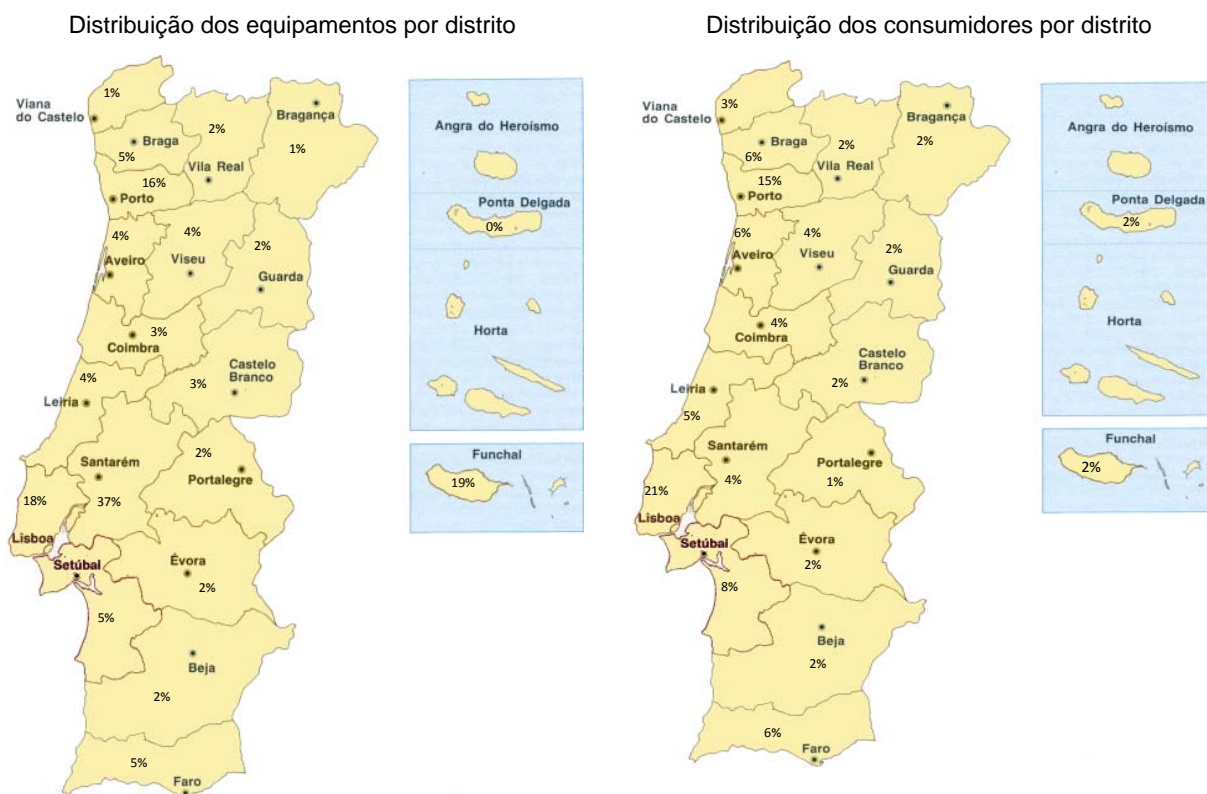 Distribuição dos equipamentos por distrito
1%
Viana
do Castelo
Braga
5%
2%
Vila Real
Bragança
1%
16%
Porto
4%
Aveiro
4%
Viseu
2%
Guarda
3%
Coimbra
4%
Leiria
3%
Castelo
Branco
2%
Portalegre
Santarém
37%
18%
Lisboa
Setúbal
5%
Évora
2%
Beja
2%
5%
Faro
Angra do Heroísmo
Ponta Delgada
0%
Horta
Funchal
19%
Distribuição dos consumidores por distrito
3%
Viana
do Castelo
Braga
6%
2%
Vila Real
Bragança
2%
15%
Porto
6%
Aveiro
4%
Viseu
2%
Guarda
4%
Coimbra
Leiria
5%
Castelo
Branco
2%
Santarém
4%
Portalegre
1%
21%
Lisboa
Setúbal
8%
Évora
2%
Beja
2%
6%
Faro
Angra do Heroísmo
Ponta Delgada
2%
Horta
Funchal
2%